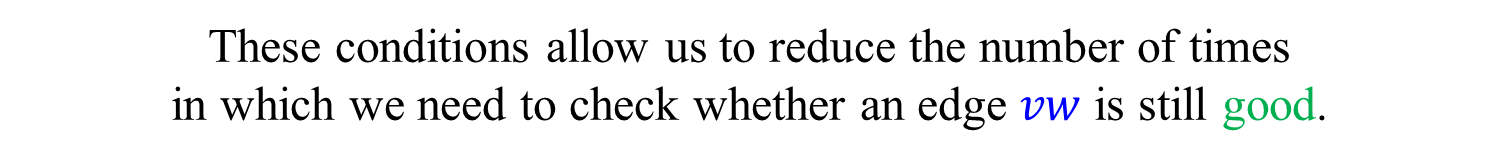 These conditions allow us to reduce the number of times
in which we need to check whether an edge 𝑣𝑤 is still good.